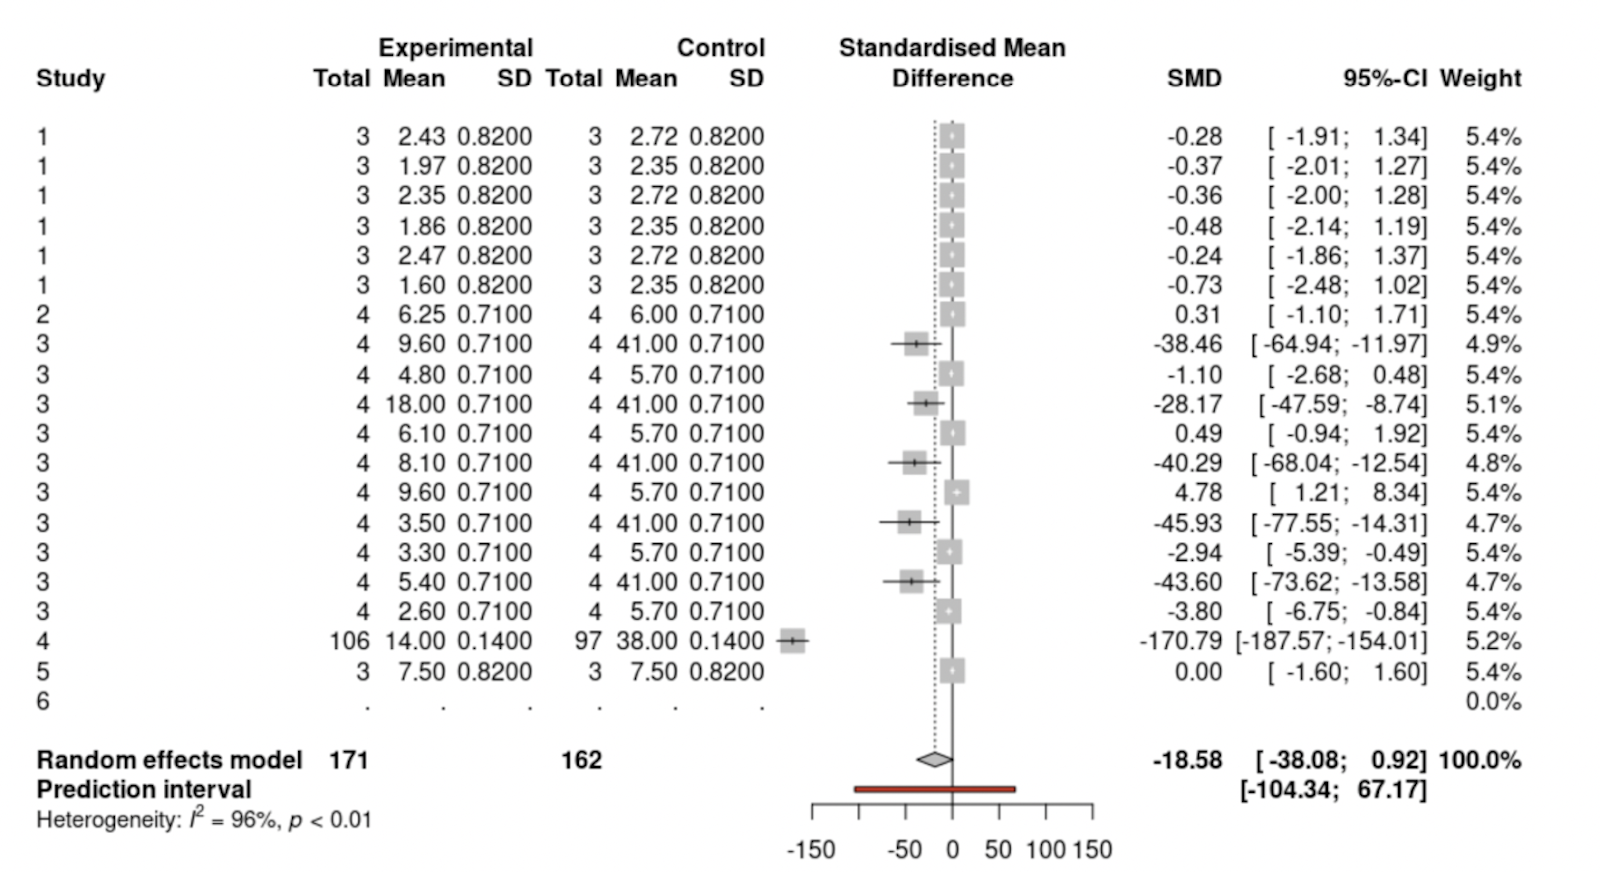 Experimental Control Standardised Mean
Study Total Mean SD Total Mean SD Difference SMD 95%-CI Weight
1 3 2.43 0.8200 3 2.72 0.8200 -0.28 [ -1.91; 1.34] 5.4%
1 3 1.97 0.8200 3 2.35 0.8200 -0.37 [ -2.01; 1.27] 5.4%
1 3 2.35 0.8200 3 2.72 0.8200 -0.36 [ -2.00; 1.28] 5.4%
1 3 1.86 0.8200 3 2.35 0.8200 -0.48 [ -2.14; 1.19] 5.4%
1 3 2.47 0.8200 3 2.72 0.8200 -0.24 [ -1.86; 1.37] 5.4%
1 3 1.60 0.8200 3 2.35 0.8200 -0.73 [ -2.48; 1.02] 5.4%
2 4 6.25 0.7100 4 6.00 0.7100 0.31 [ -1.10; 1.71] 5.4%
3 4 9.60 0.7100 4 41.00 0.7100 -38.46 [ -64.94; -11.97] 4.9%
3 4 4.80 0.7100 4 5.70 0.7100 -1.10 [ -2.68; 0.48] 5.4%
3 4 18.00 0.7100 4 41.00 0.7100 -28.17 [ -47.59; -8.74] 5.1%
3 4 6.10 0.7100 4 5.70 0.7100 0.49 [ -0.94; 1.92] 5.4%
3 4 8.10 0.7100 4 41.00 0.7100 -40.29 [ -68.04; -12.54] 4.8%
3 4 9.60 0.7100 4 5.70 0.7100 4.78 [ 1.21; 8.34] 5.4%
3 4 3.50 0.7100 4 41.00 0.7100 -45.93 [ -77.55; -14.31] 4.7%
3 4 3.30 0.7100 4 5.70 0.7100 -2.94 [ -5.39; -0.49] 5.4%
3 4 5.40 0.7100 4 41.00 0.7100 -43.60 [ -73.62; -13.58] 4.7%
3 4 2.60 0.7100 4 5.70 0.7100 -3.80 [ -6.75; -0.84] 5.4%
4 106 14.00 0.1400 97 38.00 0.1400 -170.79 [-187.57; -154.01] 5.2%
5 3 7.50 0.8200 3 7.50 0.8200 0.00 [ -1.60; 1.60] 5.4%
6 . . . . . . 0.0%
Random effects model 171 162 -18.58 [ -38.08; 0.92] 100.0%
Prediction interval [-104.34; 67.17]
Heterogeneity: I² = 96%, p < 0.01
-150 -50 0 50 100 150